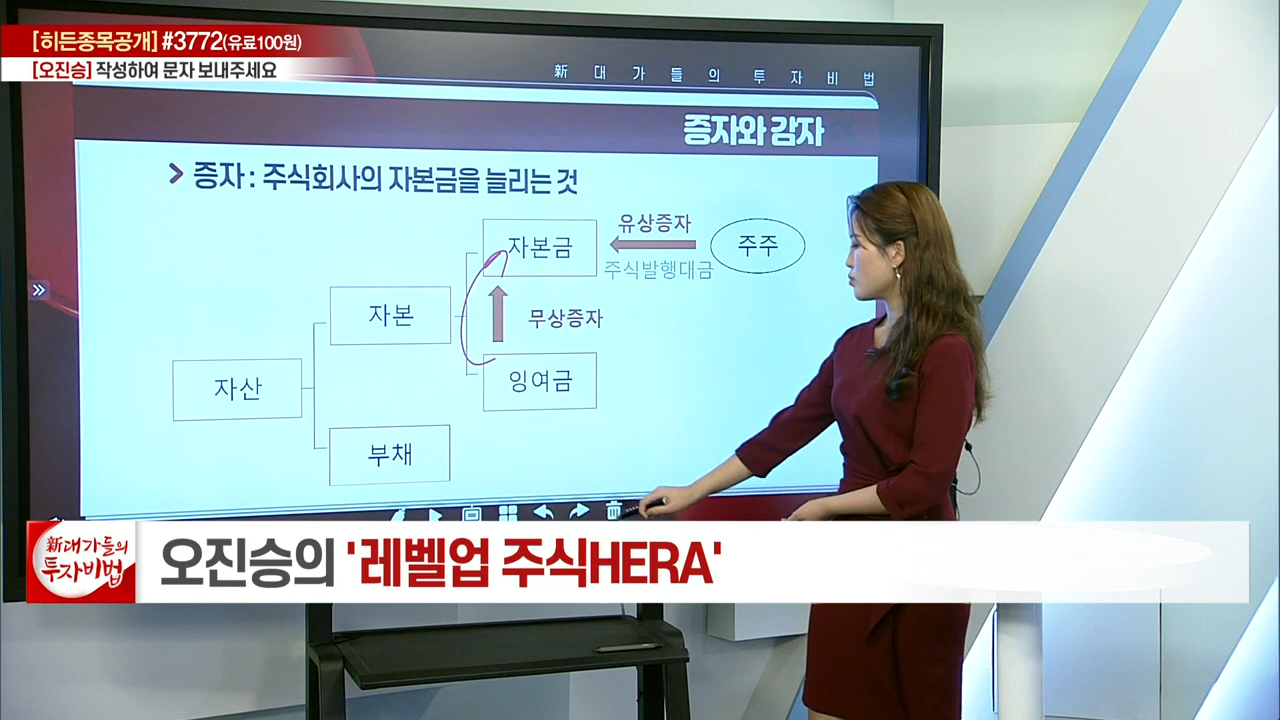 [히든종목공개] #3772(유료100원)
[오진승] 작성하여 문자 보내주세요
新 대 가 들 의 투 자 비 법
증자와 감자
증자 : 주식회사의 자본금을 늘리는 것
자본금
유상증자
주식발행대금
주주
자본
무상증자
잉여금
자산
부채
新대가들의
투자비법
오진승의 '레벨업 주식HERA'